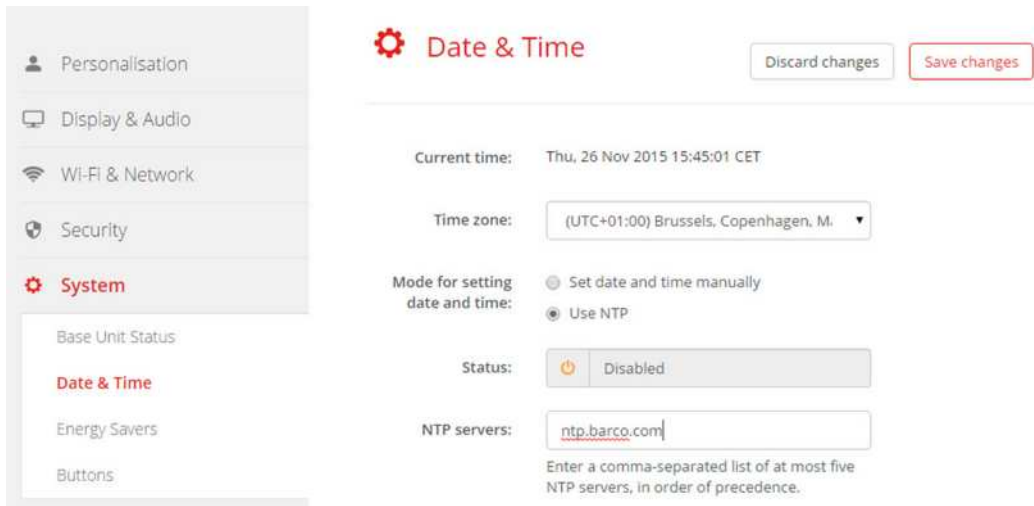 Personalisation
Display & Audio
Wi-Fi & Network
Security
System
Base Unit Status
Date & Time
Energy Savers
Buttons
Date & Time
Discard changes
Save changes
Current time: Thu, 26 Nov 2015 15:45:01 CET
Time zone: (UTC+01:00) Brussels, Copenhagen, M
Mode for setting
date and time:
Set date and time manually
Use NTP
Status: Disabled
NTP servers: ntp.barco.com
Enter a comma-separated list of at most five
NTP servers, in order of precedence.